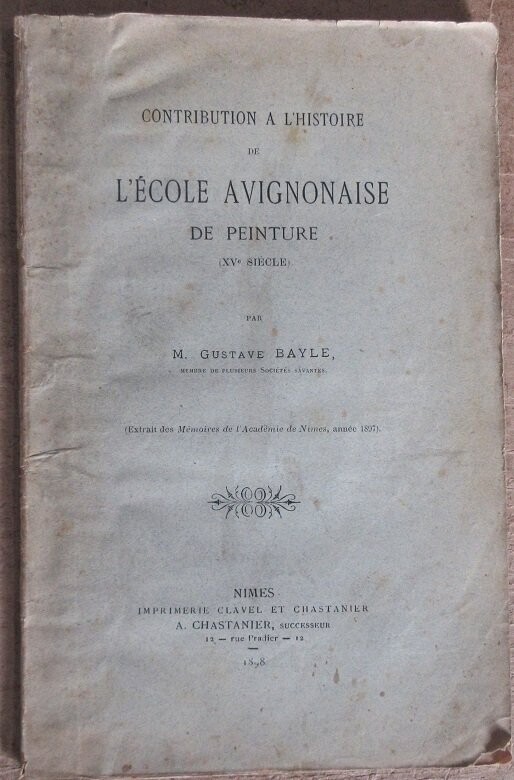 CONTRIBUTION A L'HISTOIRE
DE
L'ÉCOLE AVIGNONAISE
DE PEINTURE
(XVe SIÈCLE)
PAR
M. GUSTAVE BAYLE,
MEMBRE DE PLUSIEURS SOCIÉTÉS SAVANTES.
(Extrait des Mémoires de l'Académie de Nimes, année 1897).
NIMES
IMPRIMERIE CLAVEL ET CHASTANIER
A. CHASTANIER, SUCCESSEUR
12 — rue Pradier — 12
1898